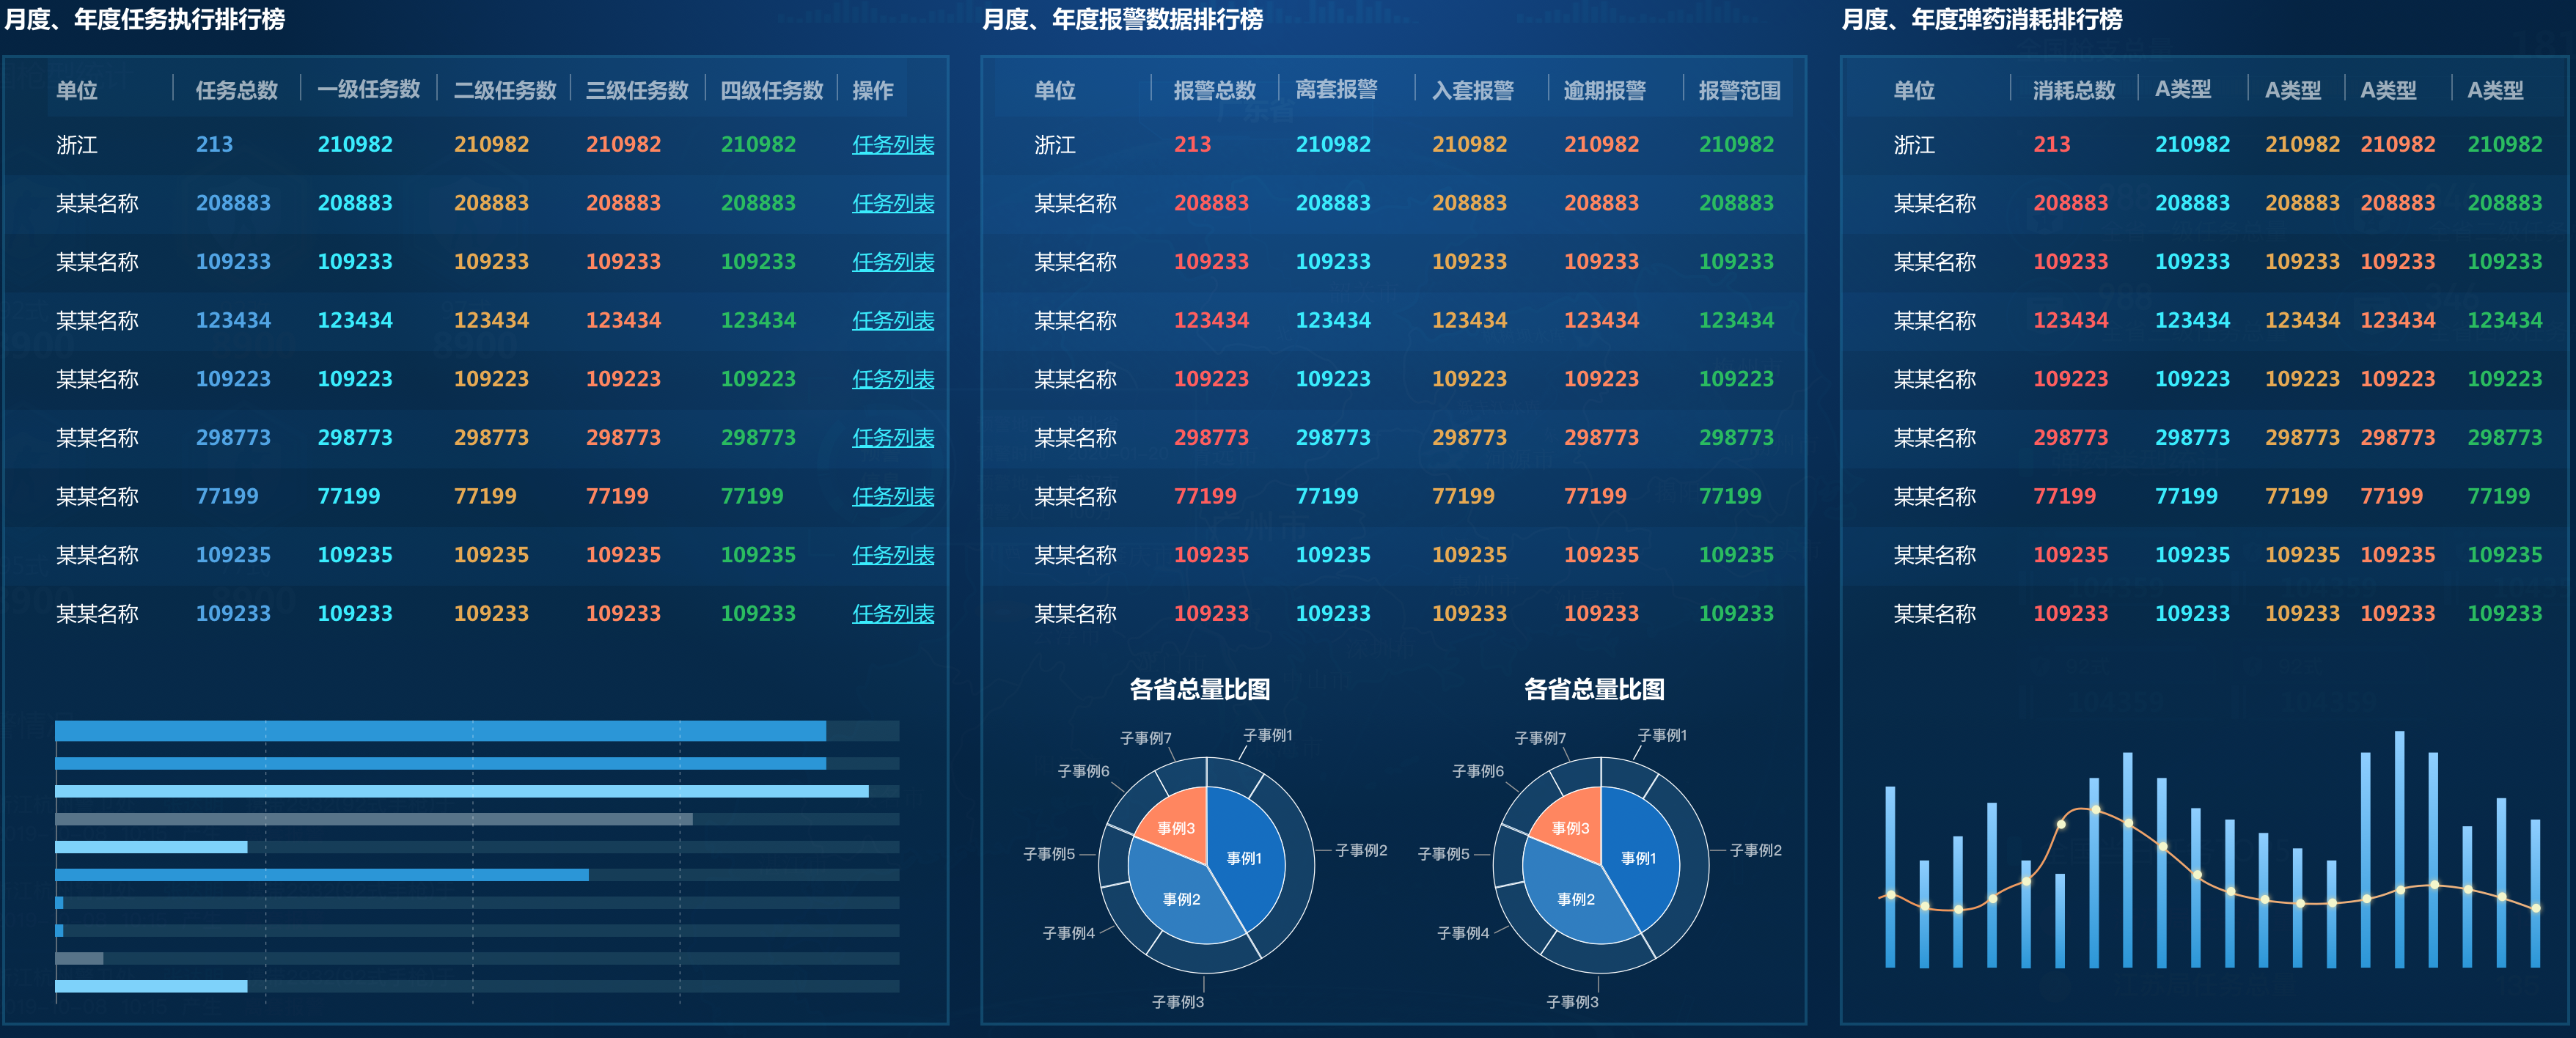 月度、年度任务执行排行榜
单位 任务总数 一级任务数 二级任务数 三级任务数 四级任务数 操作
浙江 213 210982 210982 210982 210982 任务列表
某某名称 208883 208883 208883 208883 208883 任务列表
某某名称 109233 109233 109233 109233 109233 任务列表
某某名称 123434 123434 123434 123434 123434 任务列表
某某名称 109223 109223 109223 109223 109223 任务列表
某某名称 298773 298773 298773 298773 298773 任务列表
某某名称 77199 77199 77199 77199 77199 任务列表
某某名称 109235 109235 109235 109235 109235 任务列表
某某名称 109233 109233 109233 109233 109233 任务列表
月度、年度报警数据排行榜
单位 报警总数 离套报警 入套报警 逾期报警 报警范围
浙江 213 210982 210982 210982 210982
某某名称 208883 208883 208883 208883 208883
某某名称 109233 109233 109233 109233 109233
某某名称 123434 123434 123434 123434 123434
某某名称 109223 109223 109223 109223 109223
某某名称 298773 298773 298773 298773 298773
某某名称 77199 77199 77199 77199 77199
某某名称 109235 109235 109235 109235 109235
某某名称 109233 109233 109233 109233 109233
各省总量比图
子事例7 子事例1
子事例6
事例3
子事例5 事例1 子事例2
事例2
子事例4
子事例3
各省总量比图
子事例7 子事例1
子事例6
事例3
子事例5 事例1 子事例2
事例2
子事例4
子事例3
月度、年度弹药消耗排行榜
单位 消耗总数 A类型 A类型 A类型 A类型
浙江 213 210982 210982 210982 210982
某某名称 208883 208883 208883 208883 208883
某某名称 109233 109233 109233 109233 109233
某某名称 123434 123434 123434 123434 123434
某某名称 109223 109223 109223 109223 109223
某某名称 298773 298773 298773 298773 298773
某某名称 77199 77199 77199 77199 77199
某某名称 109235 109235 109235 109235 109235
某某名称 109233 109233 109233 109233 109233